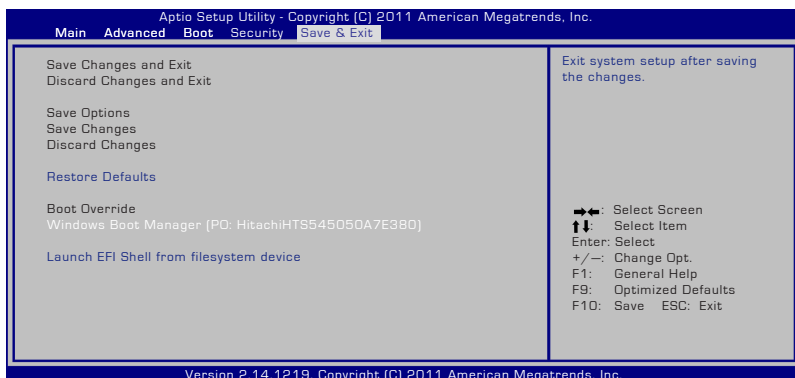 Aptio Setup Utility - Copyright (C) 2011 American Megatrends, Inc.
Main Advanced Boot Security Save & Exit
Save Changes and Exit
Discard Changes and Exit
Save Options
Save Changes
Discard Changes
Restore Defaults
Boot Override
Windows Boot Manager (P0: HitachiHTS545050A7E380)
Launch EFI Shell from filesystem device
Exit system setup after saving
the changes.
→←: Select Screen
↑↓: Select Item
Enter: Select
+/—: Change Opt.
F1: General Help
F9: Optimized Defaults
F10: Save ESC: Exit
Version 2.14.1219. Copyright (C) 2011 American Megatrends, Inc.